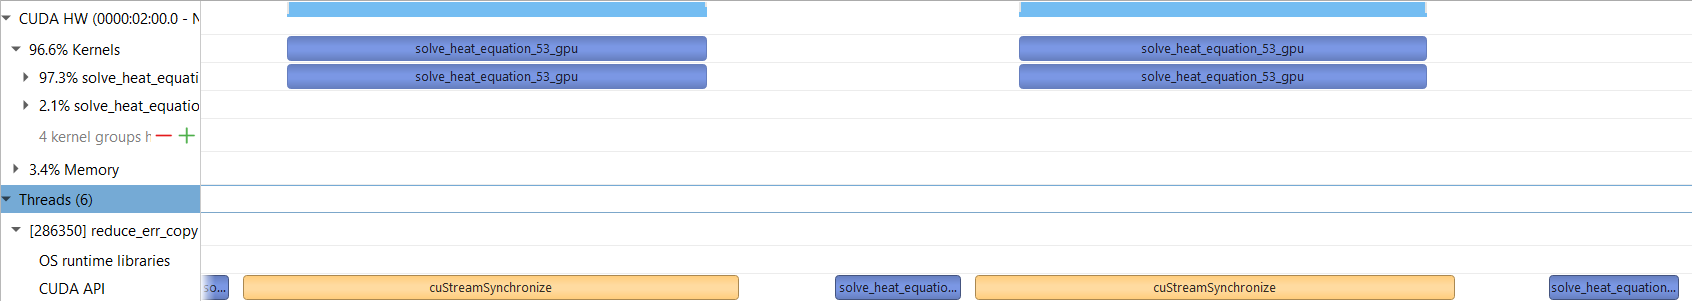 CUDA HW (0000:02:00.0 - N
96.6% Kernels
solve_heat_equation_53_gpu solve_heat_equation_53_gpu
97.3% solve_heat_equati
solve_heat_equation_53_gpu solve_heat_equation_53_gpu
2.1% solve_heat_equatio
4 kernel groups h
3.4% Memory
Threads (6)
[286350] reduce_err_copy
OS runtime libraries
CUDA API
so... cuStreamSynchronize solve_heat_equatio... cuStreamSynchronize solve_heat_equation...